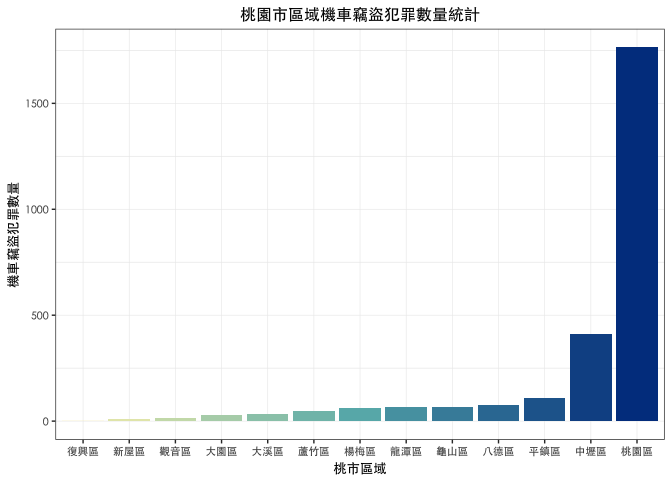 桃園市區域機車竊盜犯罪數量統計
機車竊盜犯罪數量
1500
1000
500
0
復興區 新屋區 觀音區 大園區 大溪區 蘆竹區 楊梅區 龍潭區 龜山區 八德區 平鎮區 中壢區 桃園區
桃市區域